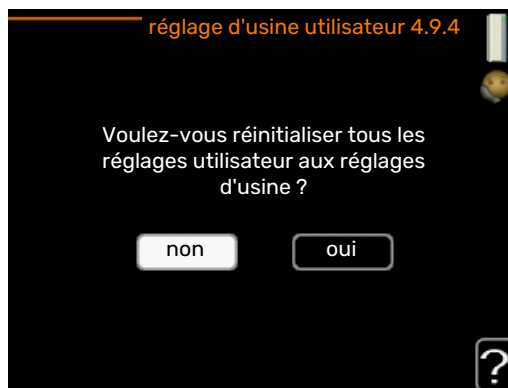 réglage d'usine utilisateur 4.9.4
Voulez-vous réinitialiser tous les
réglages utilisateur aux réglages
d'usine ?
non
oui
?